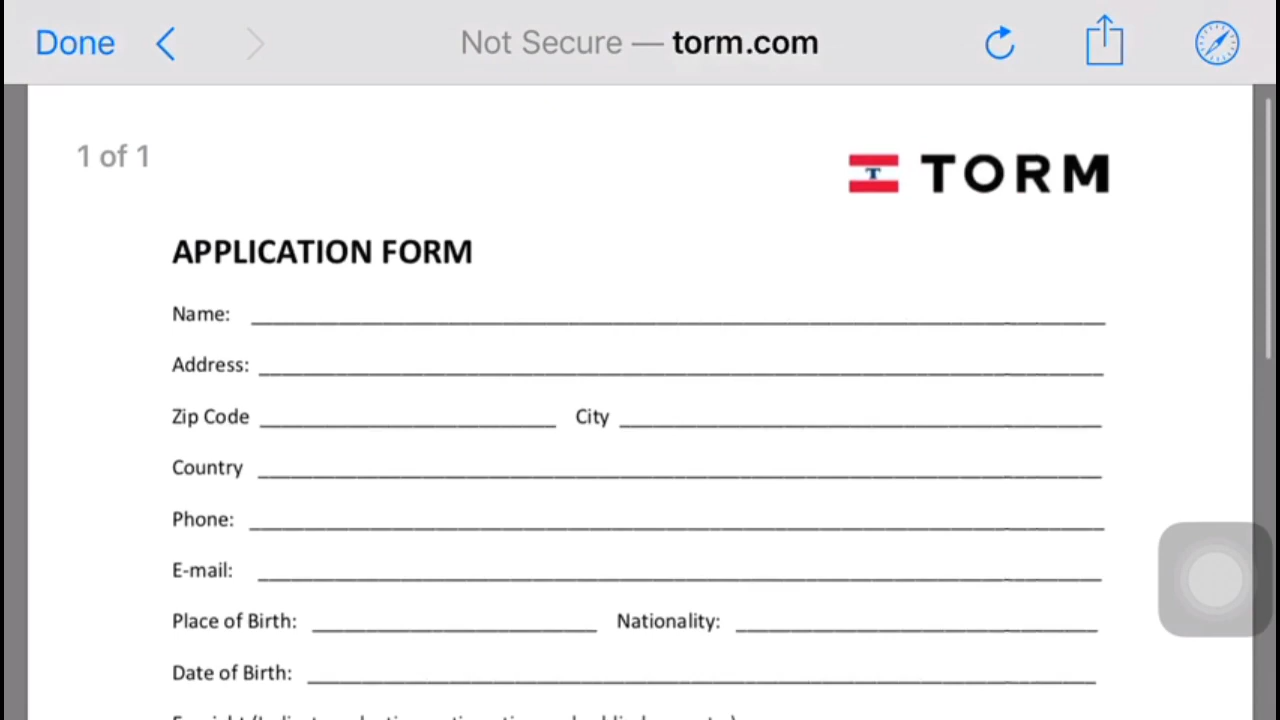 Done Not Secure — torm.com
1 of 1
T TORM
APPLICATION FORM
Name:
Address:
Zip Code City
Country
Phone:
E-mail:
Place of Birth: Nationality:
Date of Birth: